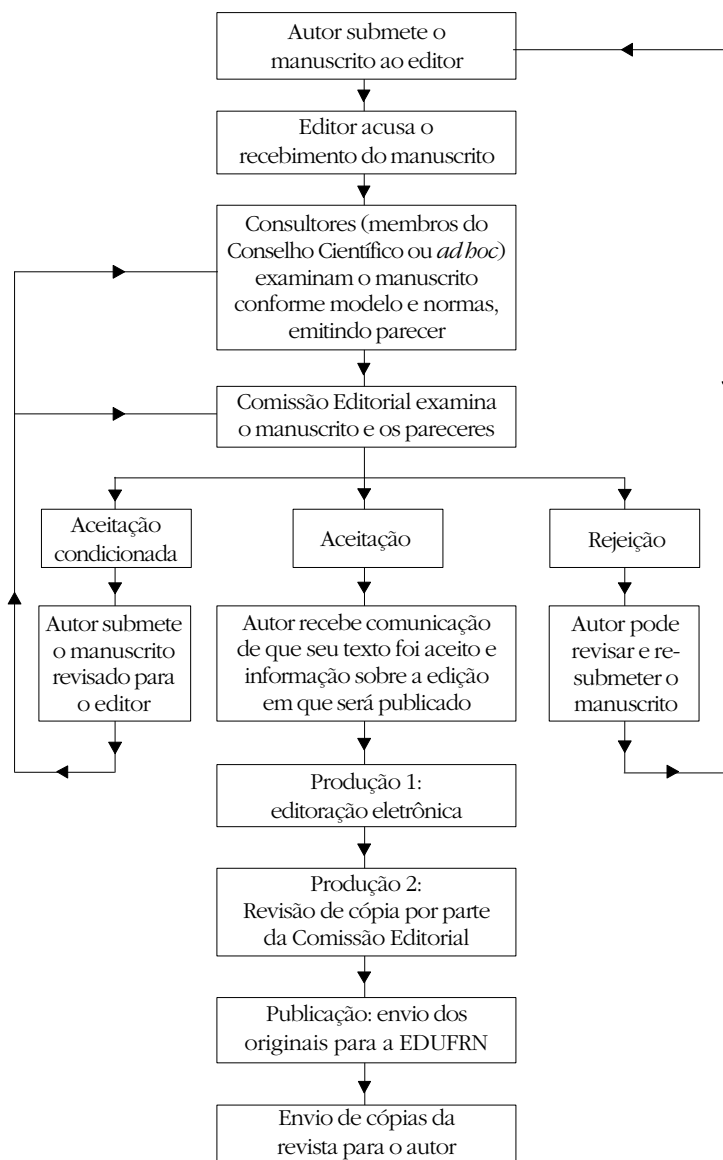 Autor submete o
manuscrito ao editor
Editor acusa o
recebimento do manuscrito
Consultores (membros do
Conselho Científico ou ad hoc)
examinam o manuscrito
conforme modelo e normas,
emitindo parecer
Comissão Editorial examina
o manuscrito e os pareceres
Aceitação
condicionada
Aceitação
Rejeição
Autor submete
o manuscrito
revisado para
o editor
Autor recebe comunicação
de que seu texto foi aceito e
informação sobre a edição
em que será publicado
Autor pode
revisar e re-
submeter o
manuscrito
Produção 1:
editoração eletrônica
Produção 2:
Revisão de cópia por parte
da Comissão Editorial
Publicação: envio dos
originais para a EDUFRN
Envio de cópias da
revista para o autor